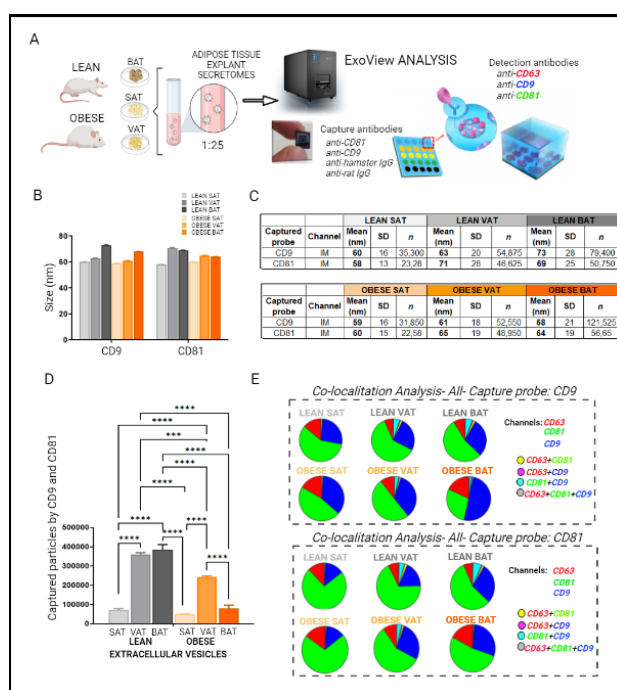 A
LEAN
OBESE
BAT
SAT
VAT
ADIPOSE TISSUE
EXPLANT
SECRETOMES
1:25
ExoView ANALYSIS
Capture antibodies
anti-CD81
anti-CD9
anti-hamster IgG
anti-rat IgG
Detection antibodies
anti-CD63
anti-CD9
anti-CD81
B
LEAN SAT
LEAN VAT
LEAN BAT
OBESE SAT
OBESE VAT
OBESE BAT
Size (nm)
80
60
40
20
0
CD9 CD81
C
LEAN SAT LEAN VAT LEAN BAT
Captured probe Channel Mean (nm) SD n Mean (nm) SD n Mean (nm) SD n
CD9 IM 60 16 35,300 63 20 54,875 73 28 79,400
CD81 IM 58 13 23,28 71 28 46,625 69 25 50,750
OBESE SAT OBESE VAT OBESE BAT
Captured probe Channel Mean (nm) SD n Mean (nm) SD n Mean (nm) SD n
CD9 IM 59 16 31,850 61 18 52,550 68 21 121,525
CD81 IM 60 15 22,58 65 19 48,950 64 19 56,65
D
****
****
***
****
****
****
****
****
****
****
****
Captured particles by CD9 and CD81
500000
400000
300000
200000
100000
0
SAT VAT BAT SAT VAT BAT
LEAN OBESE
EXTRACELLULAR VESICLES
E
Co-localitation Analysis- All- Capture probe: CD9
LEAN SAT LEAN VAT LEAN BAT
OBESE SAT OBESE VAT OBESE BAT
Channels: CD63
CD81
CD9
CD63+CD81
CD63+CD9
CD81+CD9
CD63+CD81+CD9
Co-localitation Analysis- All- Capture probe: CD81
LEAN SAT LEAN VAT LEAN BAT
OBESE SAT OBESE VAT OBESE BAT
Channels: CD63
CD81
CD9
CD63+CD81
CD63+CD9
CD81+CD9
CD63+CD81+CD9